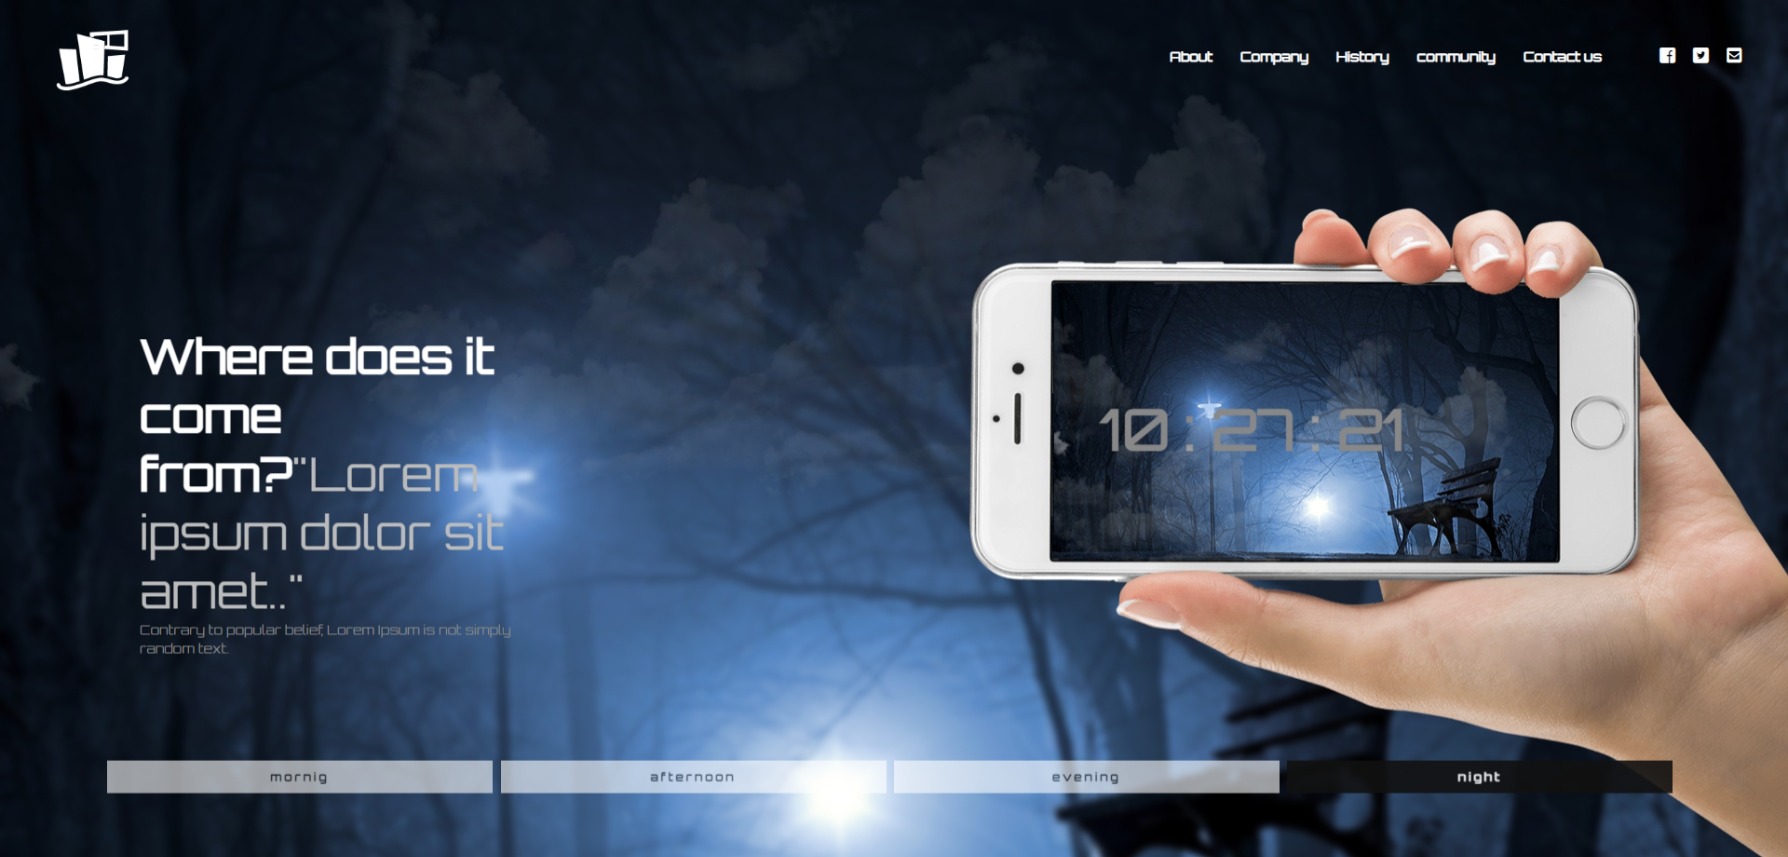 About Company History community Contact us
Where does it
come
from?"Lorem
ipsum dolor sit
amet.."
Contrary to popular belief, Lorem Ipsum is not simply
random text.
10 : 27 : 21
mornig afternoon evening night